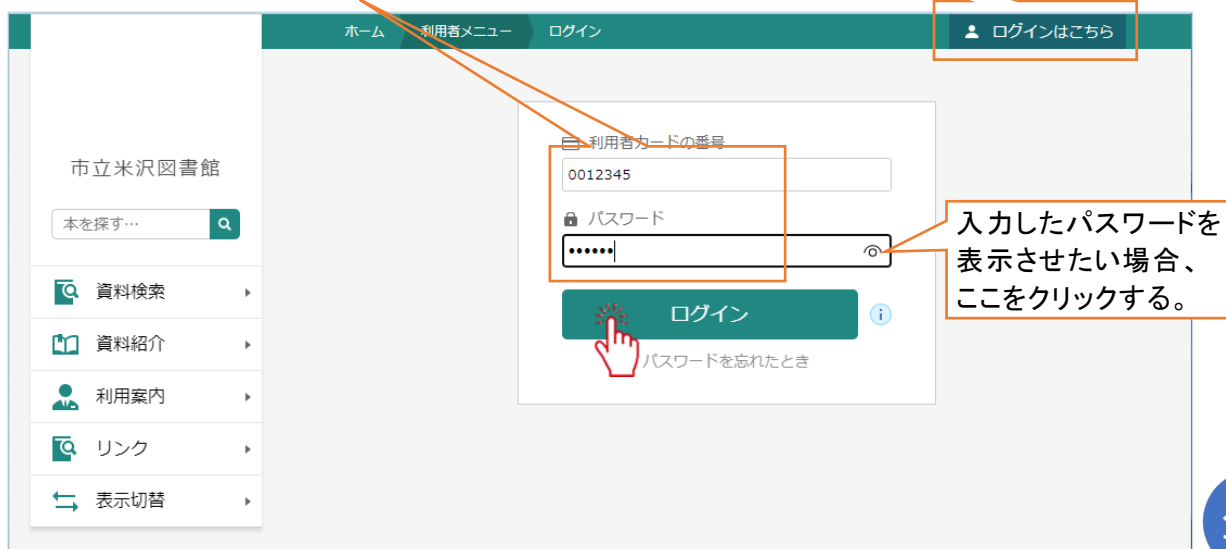 ホーム 利用者メニュー ログイン ログインはこちら
市立米沢図書館
本を探す…
資料検索
資料紹介
利用案内
リンク
表示切替
利用者カードの番号
0012345
パスワード
••••••
ログイン
パスワードを忘れたとき
入力したパスワードを
表示させたい場合、
ここをクリックする。